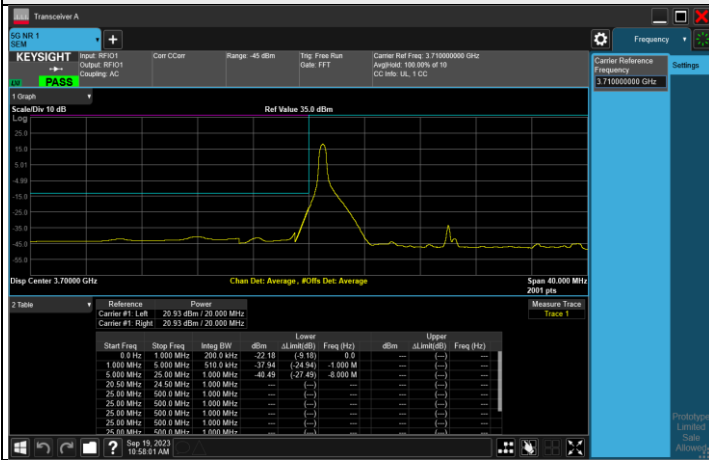 Transceiver A
5G NR 1
SEM
Frequency
KEYSIGHT Input: RFIO1 Corr CCorr Range: -45 dBm Trig: Free Run Carrier Ref Freq: 3.710000000 GHz
Output: RFIO1 Gate: FFT Avg|Hold: 100.00% of 10
Coupling: AC CC Info: UL, 1 CC
LV PASS
Carrier Reference
Frequency
3.710000000 GHz
Settings
1 Graph
Scale/Div 10 dB Ref Value 35.0 dBm
Log
25.0
15.0
5.01
-4.99
-15.0
-25.0
-35.0
-45.0
-55.0
Disp Center 3.70000 GHz Chan Det: Average, #Offs Det: Average Span 40.000 MHz
2001 pts
2 Table
Reference Power
Carrier #1: Left 20.93 dBm / 20.000 MHz
Carrier #1: Right 20.93 dBm / 20.000 MHz
Measure Trace
Trace 1
Lower Upper
Start Freq Stop Freq Integ BW dBm ΔLimit(dB) Freq (Hz) dBm ΔLimit(dB) Freq (Hz)
0.0 Hz 1.000 MHz 200.0 kHz -22.18 (-9.18) 0.0 --- (---) ---
1.000 MHz 5.000 MHz 510.0 kHz -37.94 (-24.94) -1.000 M --- (---) ---
5.000 MHz 25.00 MHz 1.000 MHz -40.49 (-27.49) -8.000 M --- (---) ---
20.50 MHz 24.50 MHz 1.000 MHz --- (---) --- --- (---) ---
25.00 MHz 500.0 MHz 1.000 MHz --- (---) --- --- (---) ---
25.00 MHz 500.0 MHz 1.000 MHz --- (---) --- --- (---) ---
25.00 MHz 500.0 MHz 1.000 MHz --- (---) --- --- (---) ---
25.00 MHz 500.0 MHz 1.000 MHz --- (---) --- --- (---) ---
25.00 MHz 500.0 MHz 1.000 MHz --- (---) --- --- (---) ---
Prototype
Limited
Sale
Allowed
Sep 19, 2023
10:58:01 AM